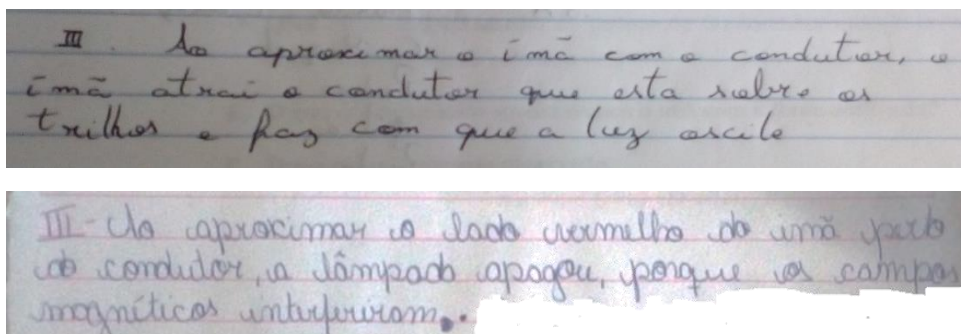 III. Ao aproximar o imã com o condutor, o
imã atrai o condutor que esta sobre os
trilhos e faz com que a luz oscile
III - Ao aproximar o lado vermelho do imã perto
do condutor, a lâmpada apagou, porque os campos
magnéticos interferiram.